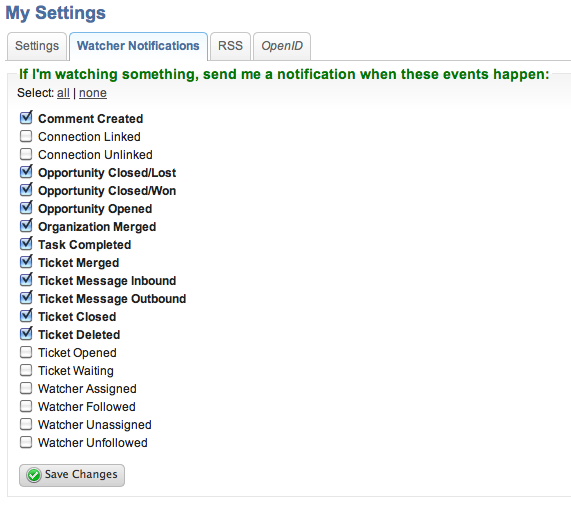 My Settings
Settings Watcher Notifications RSS OpenID
If I'm watching something, send me a notification when these events happen:
Select: all | none
Comment Created
Connection Linked
Connection Unlinked
Opportunity Closed/Lost
Opportunity Closed/Won
Opportunity Opened
Organization Merged
Task Completed
Ticket Merged
Ticket Message Inbound
Ticket Message Outbound
Ticket Closed
Ticket Deleted
Ticket Opened
Ticket Waiting
Watcher Assigned
Watcher Followed
Watcher Unassigned
Watcher Unfollowed
Save Changes